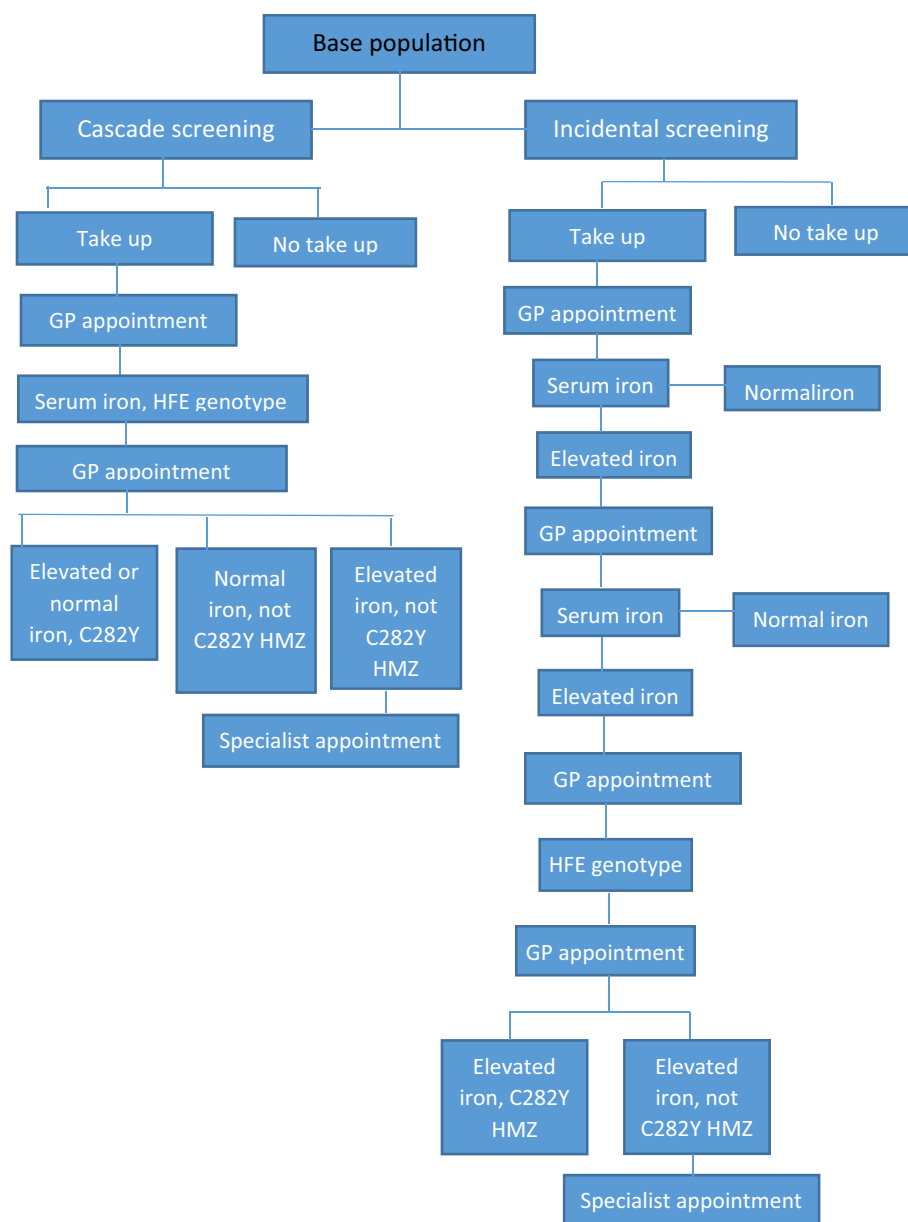 Base population
Cascade screening
Incidental screening
Take up
No take up
Take up
No take up
GP appointment
GP appointment
Serum iron, HFE genotype
Serum iron
Normaliron
GP appointment
Elevated iron
GP appointment
Elevated or
normal
iron, C282Y
Normal
iron, not
C282Y HMZ
Elevated
iron, not
C282Y
HMZ
Serum iron
Normal iron
Specialist appointment
Elevated iron
GP appointment
HFE genotype
GP appointment
Elevated
iron, C282Y
HMZ
Elevated
iron, not
C282Y HMZ
Specialist appointment